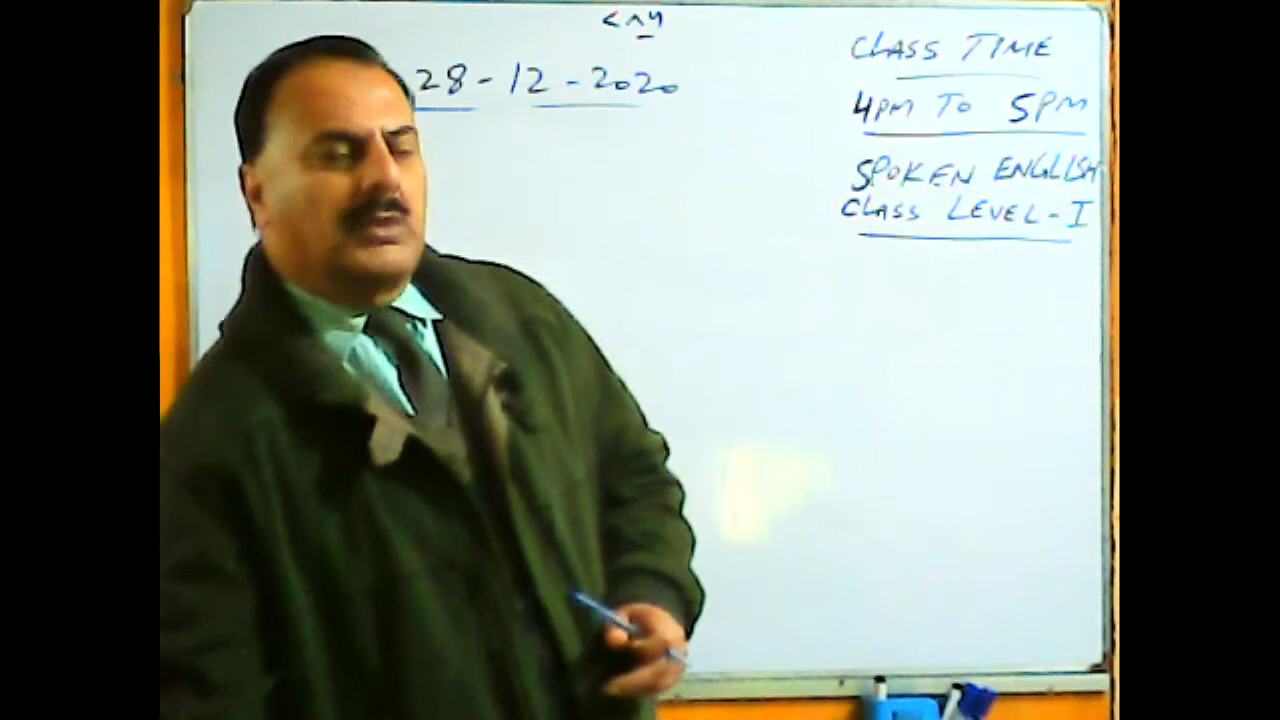 28-12-2020
CLASS TIME
4PM TO 5PM
SPOKEN ENGLISH
CLASS LEVEL-I